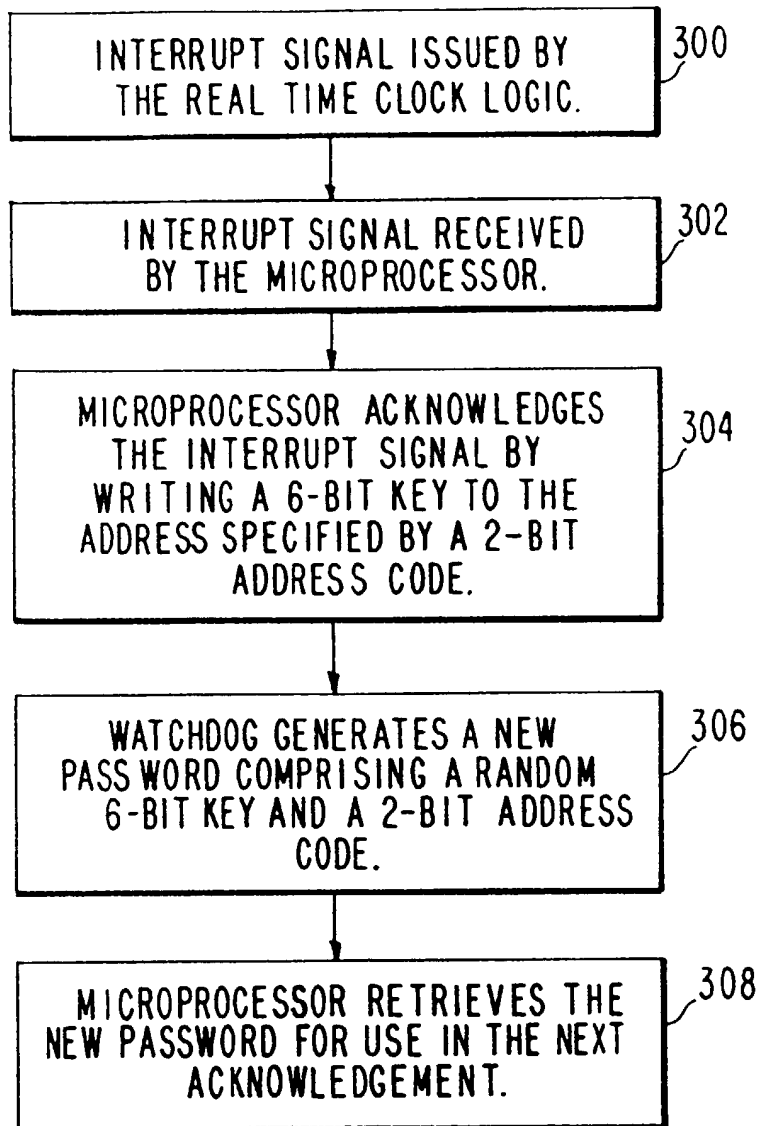 INTERRUPT SIGNAL ISSUED BY
THE REAL TIME CLOCK LOGIC.
300
INTERRUPT SIGNAL RECEIVED
BY THE MICROPROCESSOR.
302
MICROPROCESSOR ACKNOWLEDGES
THE INTERRUPT SIGNAL BY
WRITING A 6-BIT KEY TO THE
ADDRESS SPECIFIED BY A 2-BIT
ADDRESS CODE.
304
WATCHDOG GENERATES A NEW
PASSWORD COMPRISING A RANDOM
6-BIT KEY AND A 2-BIT ADDRESS
CODE.
306
MICROPROCESSOR RETRIEVES THE
NEW PASSWORD FOR USE IN THE NEXT
ACKNOWLEDGEMENT.
308